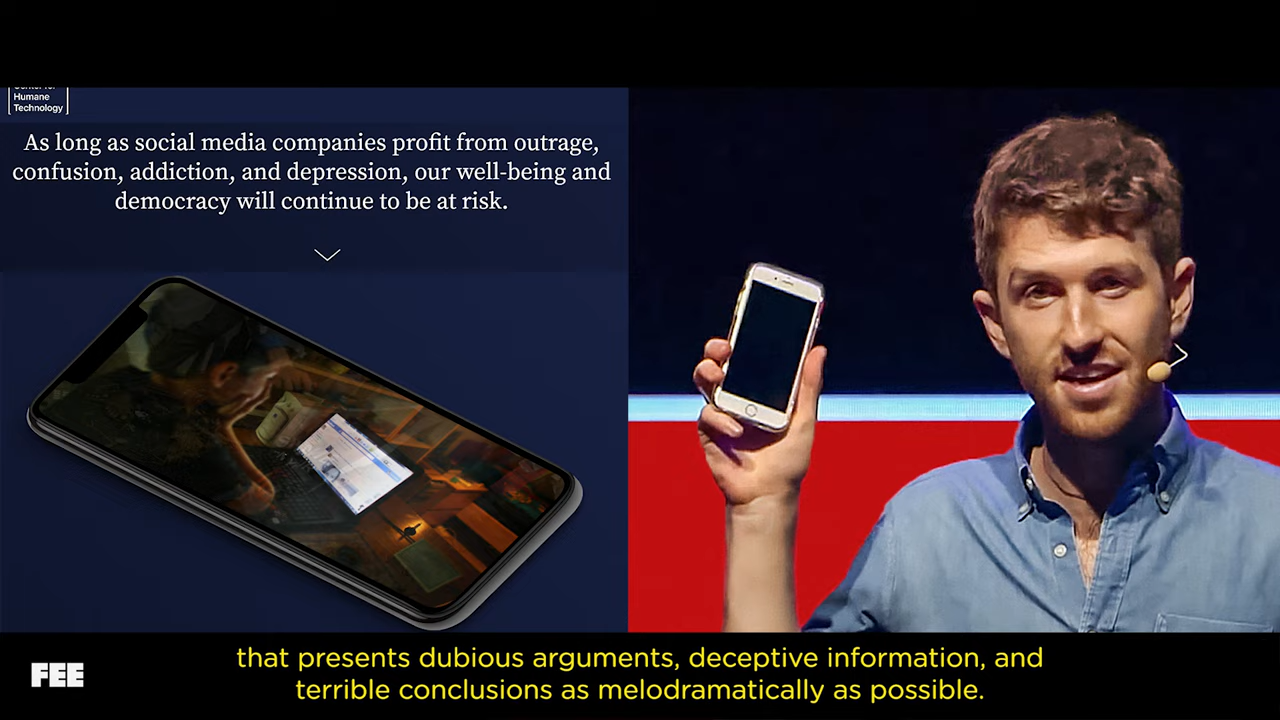 Humane
Technology
As long as social media companies profit from outrage,
confusion, addiction, and depression, our well-being and
democracy will continue to be at risk.
that presents dubious arguments, deceptive information, and
terrible conclusions as melodramatically as possible.
FEE